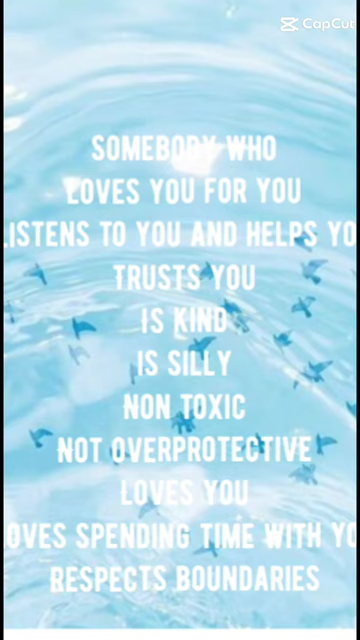 CapCut
SOMEBODY WHO
LOVES YOU FOR YOU
LISTENS TO YOU AND HELPS YO
TRUSTS YOU
IS KIND
IS SILLY
NON TOXIC
NOT OVERPROTECTIVE
LOVES YOU
OVES SPENDING TIME WITH YO
RESPECTS BOUNDARIES